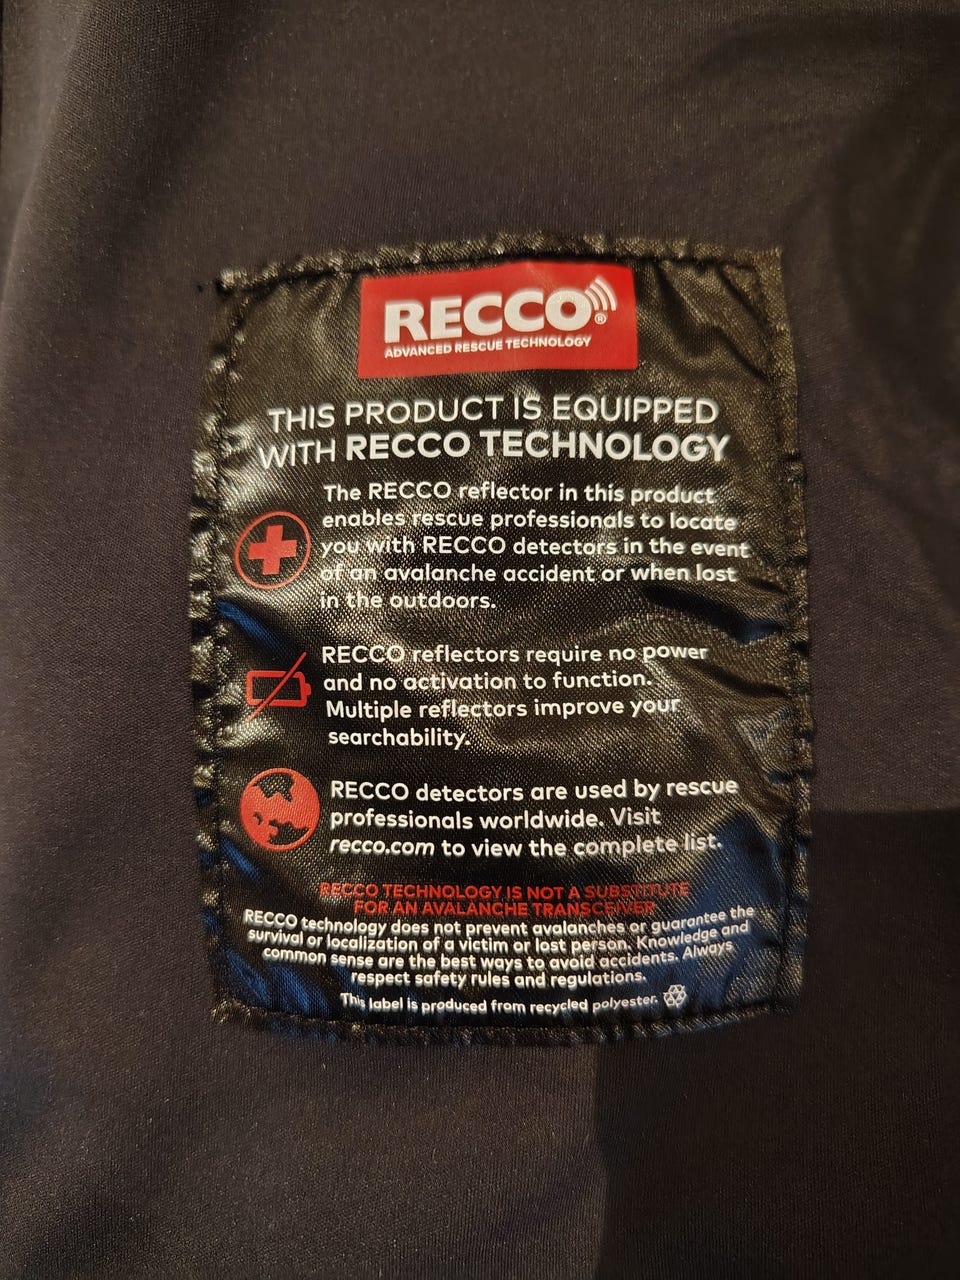 RECCO®
ADVANCED RESCUE TECHNOLOGY
THIS PRODUCT IS EQUIPPED
WITH RECCO TECHNOLOGY
The RECCO reflector in this product
enables rescue professionals to locate
you with RECCO detectors in the event
of an avalanche accident or when lost
in the outdoors.
RECCO reflectors require no power
and no activation to function.
Multiple reflectors improve your
searchability.
RECCO detectors are used by rescue
professionals worldwide. Visit
recco.com to view the complete list.
RECCO TECHNOLOGY IS NOT A SUBSTITUTE
FOR AN AVALANCHE TRANSCEIVER
RECCO technology does not prevent avalanches or guarantee the
survival or localization of a victim or lost person. Knowledge and
common sense are the best ways to avoid accidents. Always
respect safety rules and regulations.
This label is produced from recycled polyester.